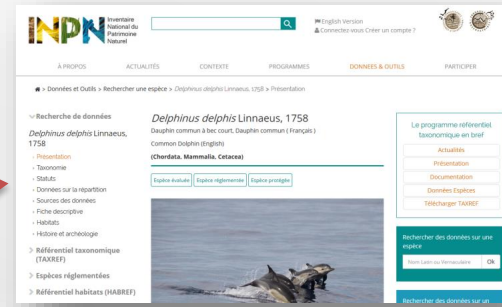 INPN
Inventaire
National du
Patrimoine
Naturel
English Version
Connectez-vous Créer un compte ?
À PROPOS
ACTUALITÉS
CONTEXTE
PROGRAMMES
DONNEES & OUTILS
PARTICIPER
> Données et Outils > Rechercher une espèce > Delphinus delphis Linnaeus, 1758 > Présentation
Recherche de données
Delphinus delphis Linnaeus,
1758
Présentation
Taxonomie
Statuts
Données sur la répartition
Sources des données
Fiche descriptive
Habitats
Histoire et archéologie
Référentiel taxonomique
(TAXREF)
Espèces réglementées
Référentiel habitats (HABREF)
Delphinus delphis Linnaeus, 1758
Dauphin commun à bec court, Dauphin commun ( Français )
Common Dolphin (English)
(Chordata, Mammalia, Cetacea)
Espèce évaluée
Espèce réglementée
Espèce protégée
Le programme référentiel
taxonomique en bref
Actualités
Présentation
Documentation
Données Espèces
Télécharger TAXREF
Rechercher des données sur une
espèce
Nom Latin ou Vernaculaire
Ok
Rechercher des données sur un